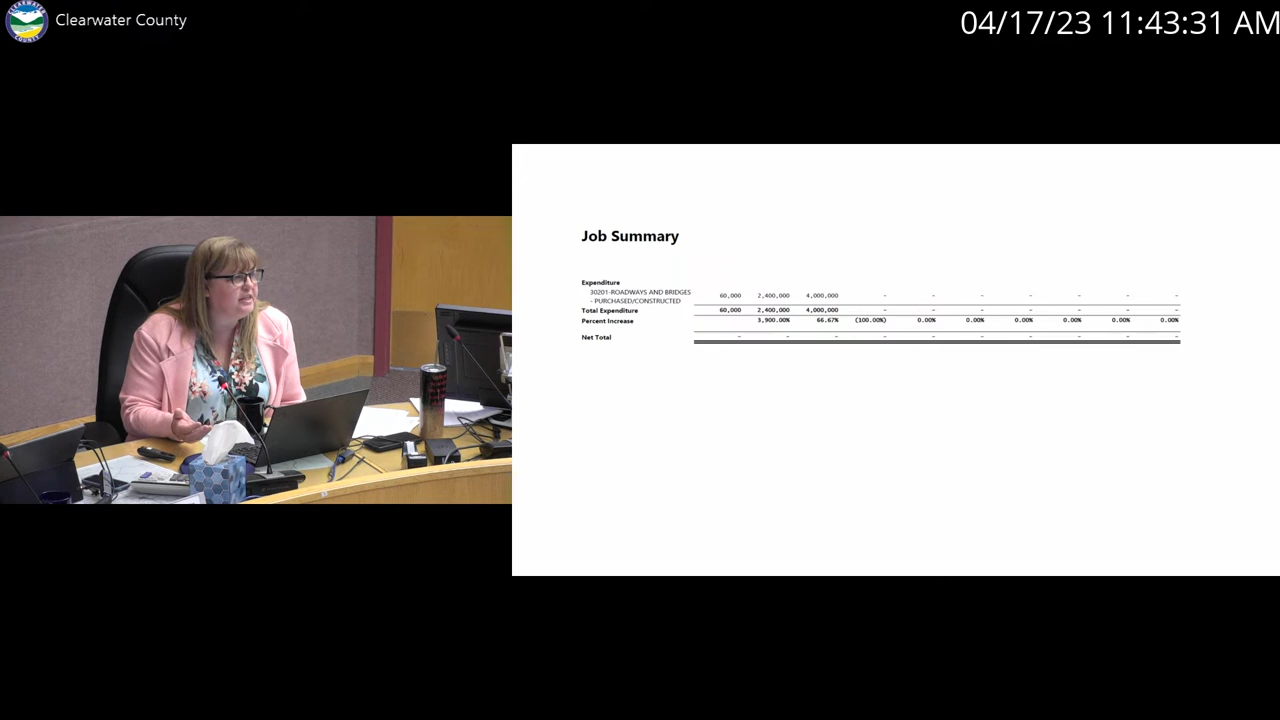 CLEARWATER
COUNTY
Clearwater County
04/17/23 11:43:31 AM
Job Summary
Expenditure
30201-ROADWAYS AND BRIDGES
- PURCHASED/CONSTRUCTED 60,000 2,400,000 4,000,000 - - - - - - -
Total Expenditure 60,000 2,400,000 4,000,000 - - - - - - -
Percent Increase 3,900.00% 66.67% (100.00%) 0.00% 0.00% 0.00% 0.00% 0.00% 0.00%
Net Total - - - - - - - - - -